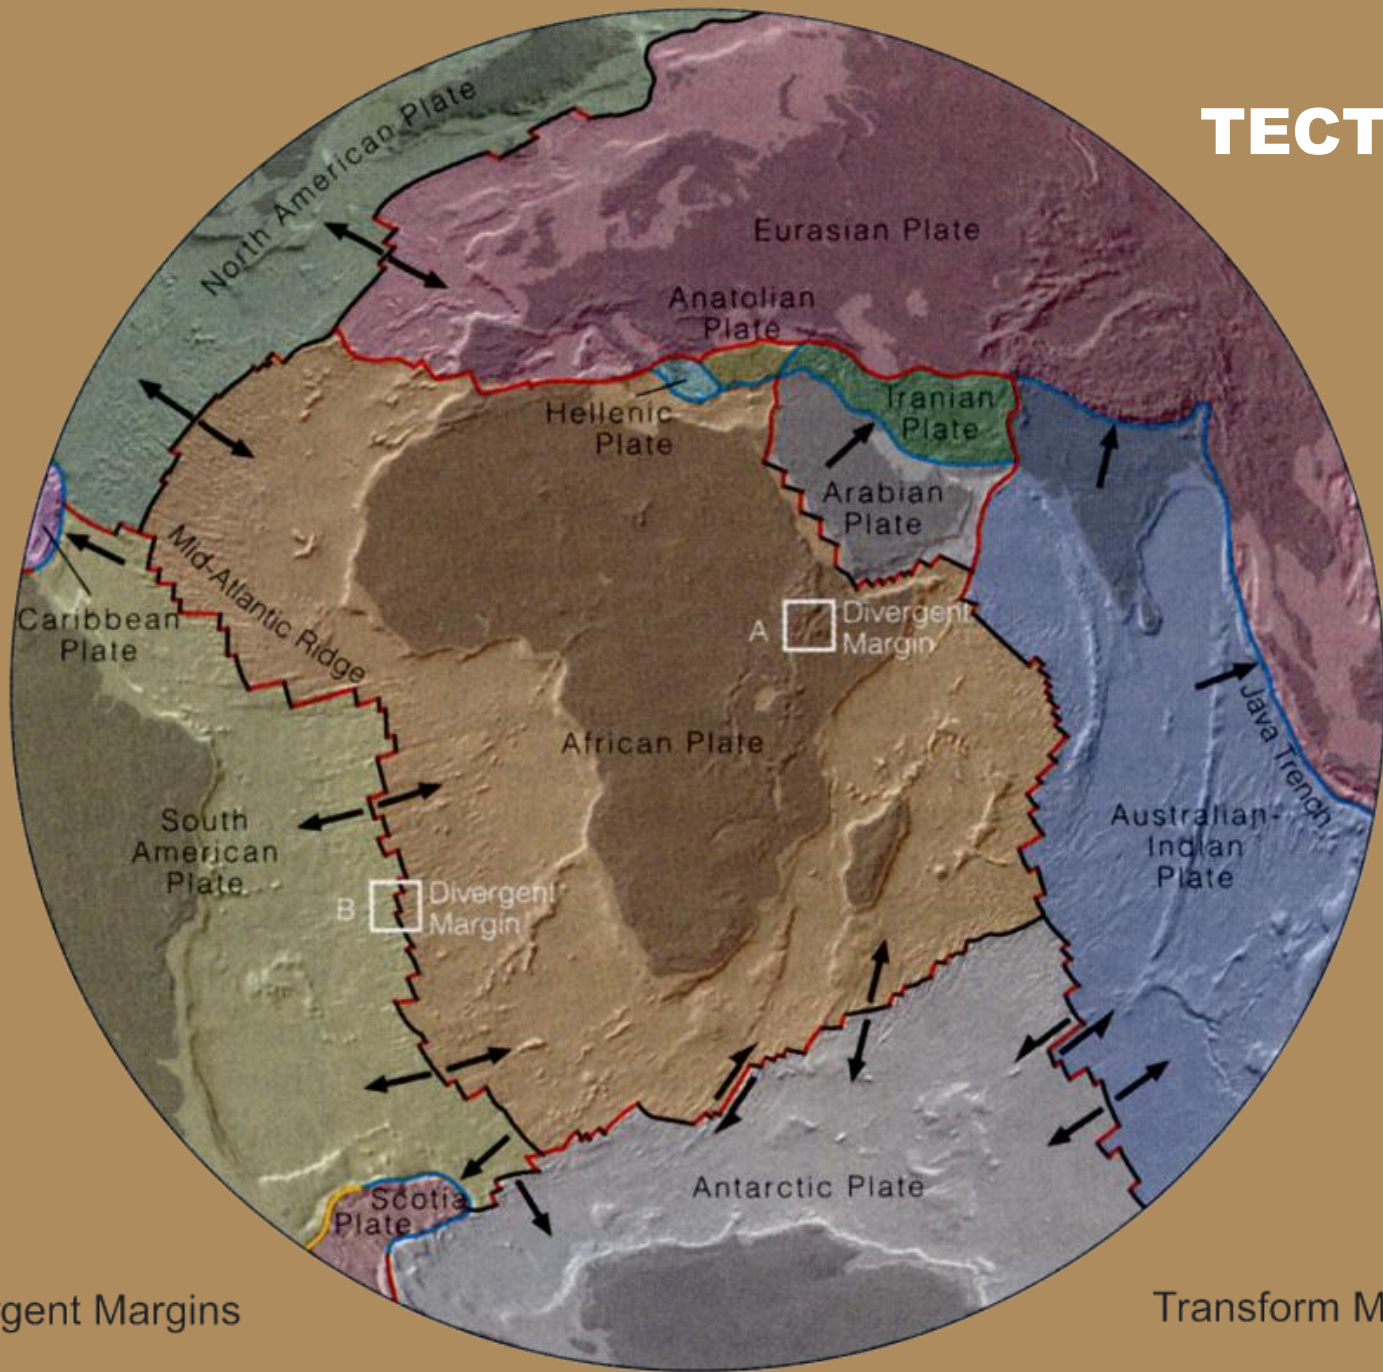 TECT
North American Plate
Eurasian Plate
Anatolian
Plate
Hellenic
Plate
Iranian
Plate
Arabian
Plate
Mid-Atlantic Ridge
Caribbean
Plate
A
Divergent
Margin
African Plate
Java Trench
South
American
Plate
Australian-
Indian
Plate
B
Divergent
Margin
Antarctic Plate
Scotia
Plate
rgent Margins
Transform M